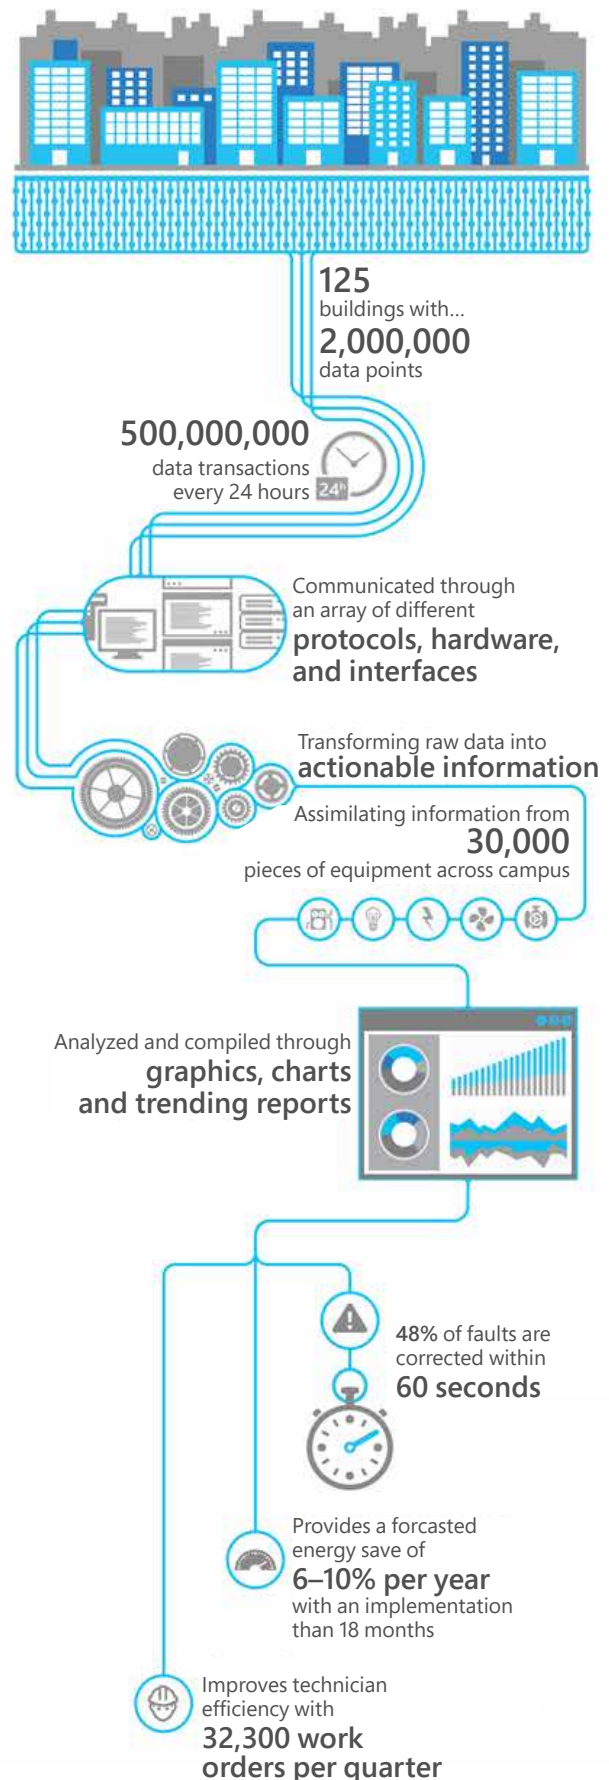 125
buildings with...
2,000,000
data points
500,000,000
data transactions
every 24 hours
24h
Communicated through
an array of different
protocols, hardware,
and interfaces
Transforming raw data into
actionable information
Assimilating information from
30,000
pieces of equipment across campus
Analyzed and compiled through
graphics, charts
and trending reports
48% of faults are
corrected within
60 seconds
Provides a forcasted
energy save of
6–10% per year
with an implementation
than 18 months
Improves technician
efficiency with
32,300 work
orders per quarter